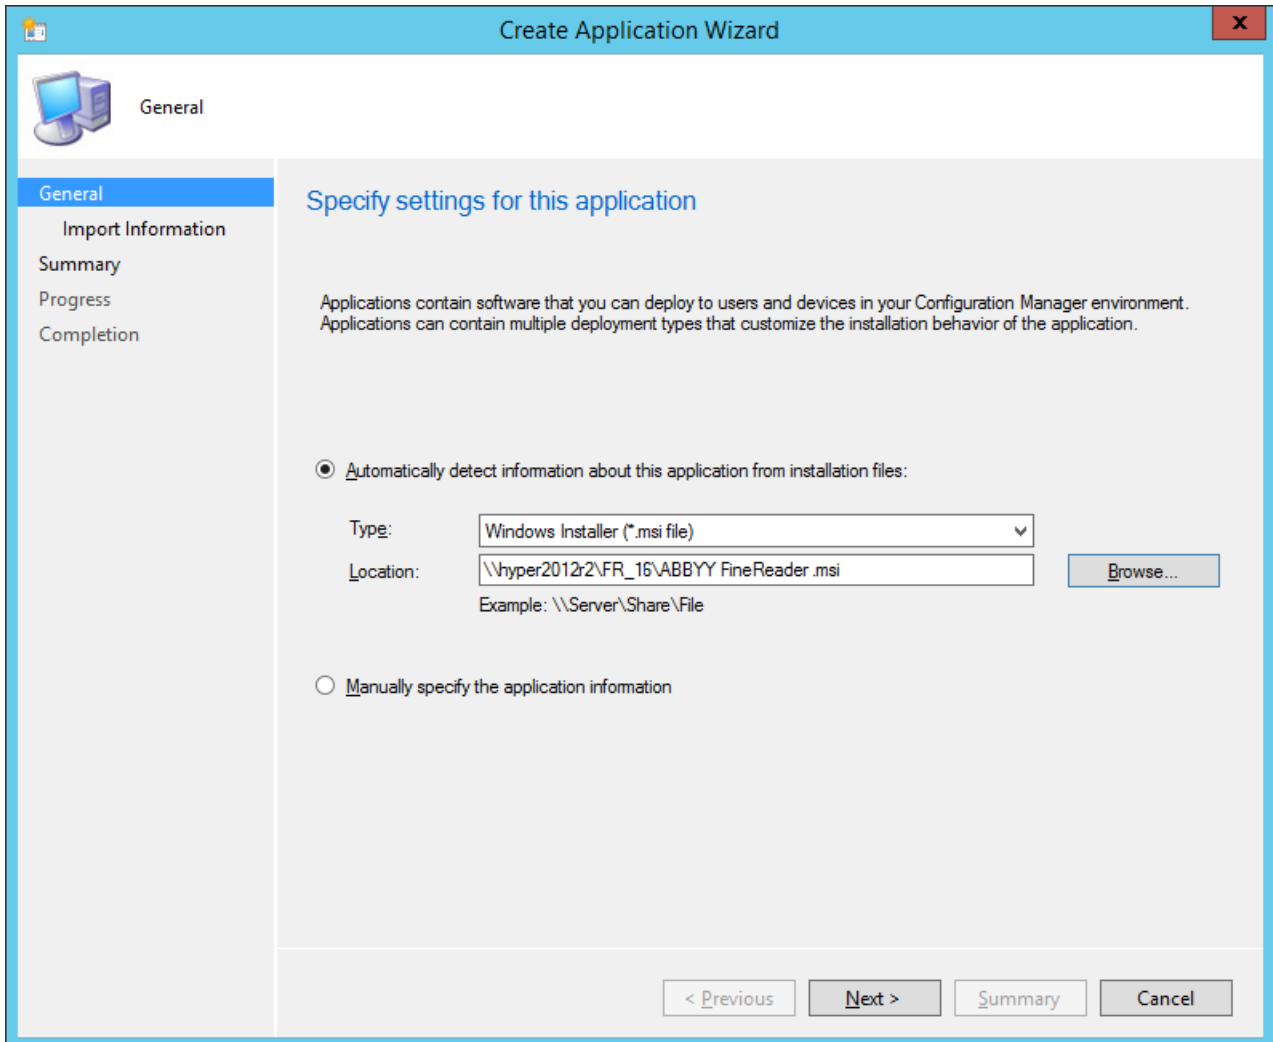 Create Application Wizard
x
General
General
Import Information
Summary
Progress
Completion
Specify settings for this application
Applications contain software that you can deploy to users and devices in your Configuration Manager environment.
Applications can contain multiple deployment types that customize the installation behavior of the application.
Automatically detect information about this application from installation files:
Type: Windows Installer (*.msi file)
Location: \\hyper2012r2\FR_16\ABBYY FineReader .msi Browse...
Example: \\Server\Share\File
Manually specify the application information
< Previous Next > Summary Cancel